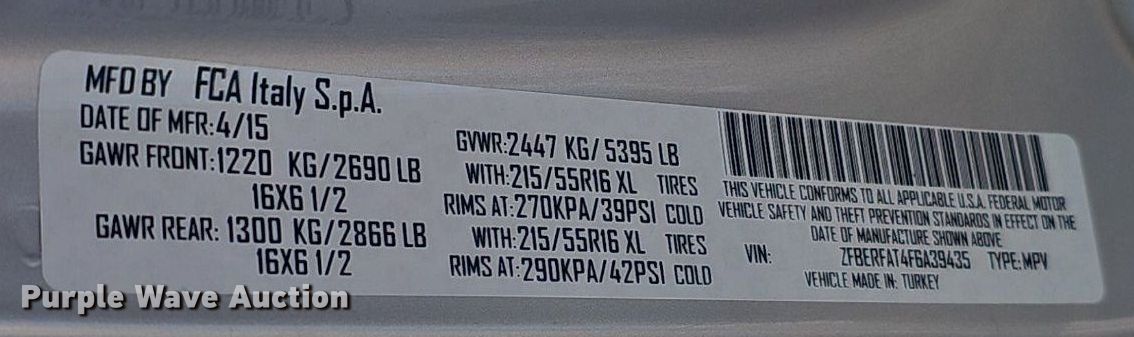 MFD BY FCA Italy S.p.A.
DATE OF MFR:4/15
GAWR FRONT:1220 KG/2690 LB
16X6 1/2
GAWR REAR: 1300 KG/2866 LB
16X6 1/2
GVWR:2447 KG/ 5395 LB
WITH:215/55R16 XL TIRES
RIMS AT:270KPA/39PSI COLD
WITH:215/55R16 XL TIRES
RIMS AT:290KPA/42PSI COLD
THIS VEHICLE CONFORMS TO ALL APPLICABLE U.S.A. FEDERAL MOTOR
VEHICLE SAFETY AND THEFT PREVENTION STANDARDS IN EFFECT ON THE
DATE OF MANUFACTURE SHOWN ABOVE
VIN: ZFBERFAT4F6A39435 TYPE:MPV
VEHICLE MADE IN: TURKEY
Purple Wave Auction